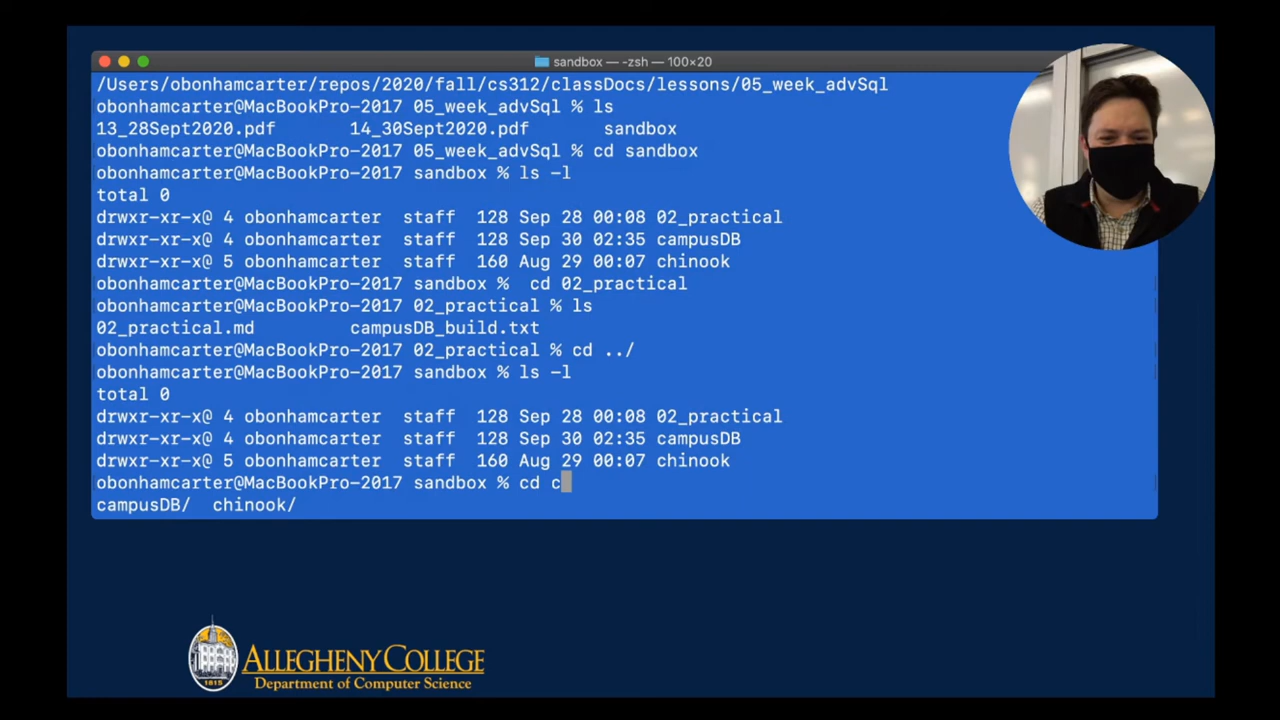 sandbox — -zsh — 100×20
/Users/obonhamcarter/repos/2020/fall/cs312/classDocs/lessons/05_week_advSql
obonhamcarter@MacBookPro-2017 05_week_advSql % ls
13_28Sept2020.pdf 14_30Sept2020.pdf sandbox
obonhamcarter@MacBookPro-2017 05_week_advSql % cd sandbox
obonhamcarter@MacBookPro-2017 sandbox % ls -l
total 0
drwxr-xr-x@ 4 obonhamcarter staff 128 Sep 28 00:08 02_practical
drwxr-xr-x@ 4 obonhamcarter staff 128 Sep 30 02:35 campusDB
drwxr-xr-x@ 5 obonhamcarter staff 160 Aug 29 00:07 chinook
obonhamcarter@MacBookPro-2017 sandbox % cd 02_practical
obonhamcarter@MacBookPro-2017 02_practical % ls
02_practical.md campusDB_build.txt
obonhamcarter@MacBookPro-2017 02_practical % cd ../
obonhamcarter@MacBookPro-2017 sandbox % ls -l
total 0
drwxr-xr-x@ 4 obonhamcarter staff 128 Sep 28 00:08 02_practical
drwxr-xr-x@ 4 obonhamcarter staff 128 Sep 30 02:35 campusDB
drwxr-xr-x@ 5 obonhamcarter staff 160 Aug 29 00:07 chinook
obonhamcarter@MacBookPro-2017 sandbox % cd c
campusDB/ chinook/
1815
ALLEGHENY COLLEGE
Department of Computer Science